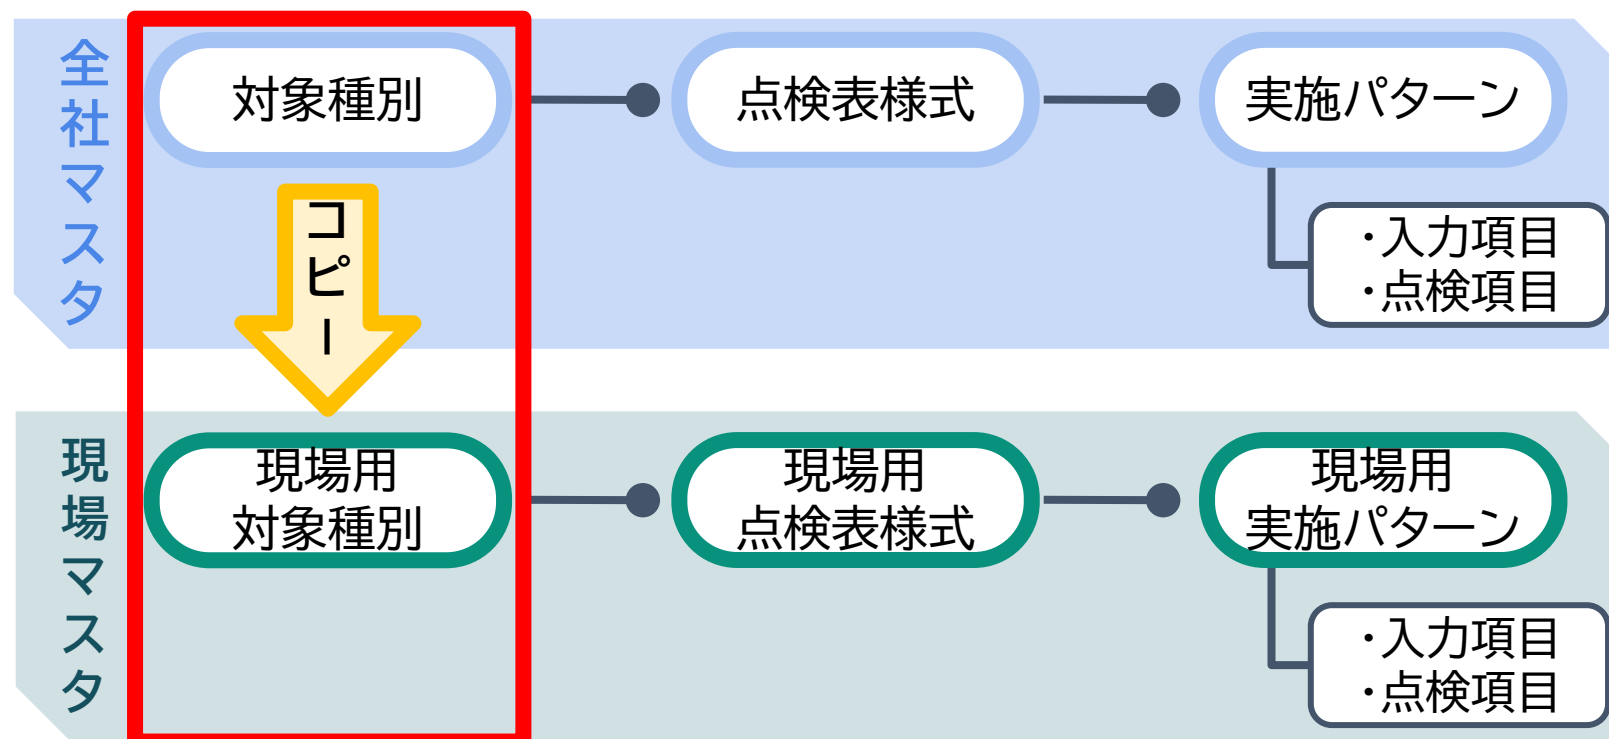 全社マスタ
対象種別
点検表様式
実施パターン
コピー
・入力項目
・点検項目
現場マスタ
現場用
対象種別
現場用
点検表様式
現場用
実施パターン
・入力項目
・点検項目